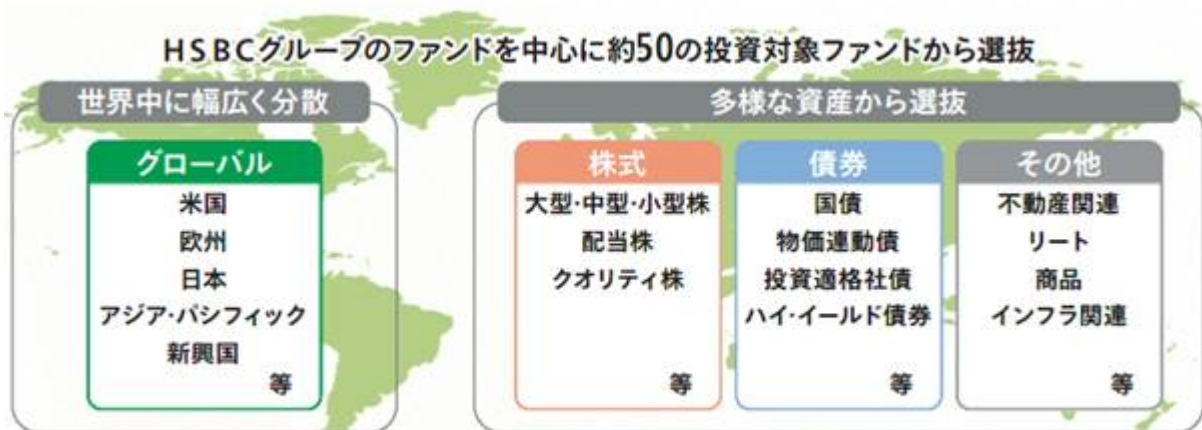 HSBCグループのファンドを中心に約50の投資対象ファンドから選抜
世界中に幅広く分散
グローバル
米国
欧州
日本
アジア・パシフィック
新興国
等
多様な資産から選抜
株式
大型・中型・小型株
配当株
クオリティ株
等
債券
国債
物価連動債
投資適格社債
ハイ・イールド債券
等
その他
不動産関連
リート
商品
インフラ関連
等